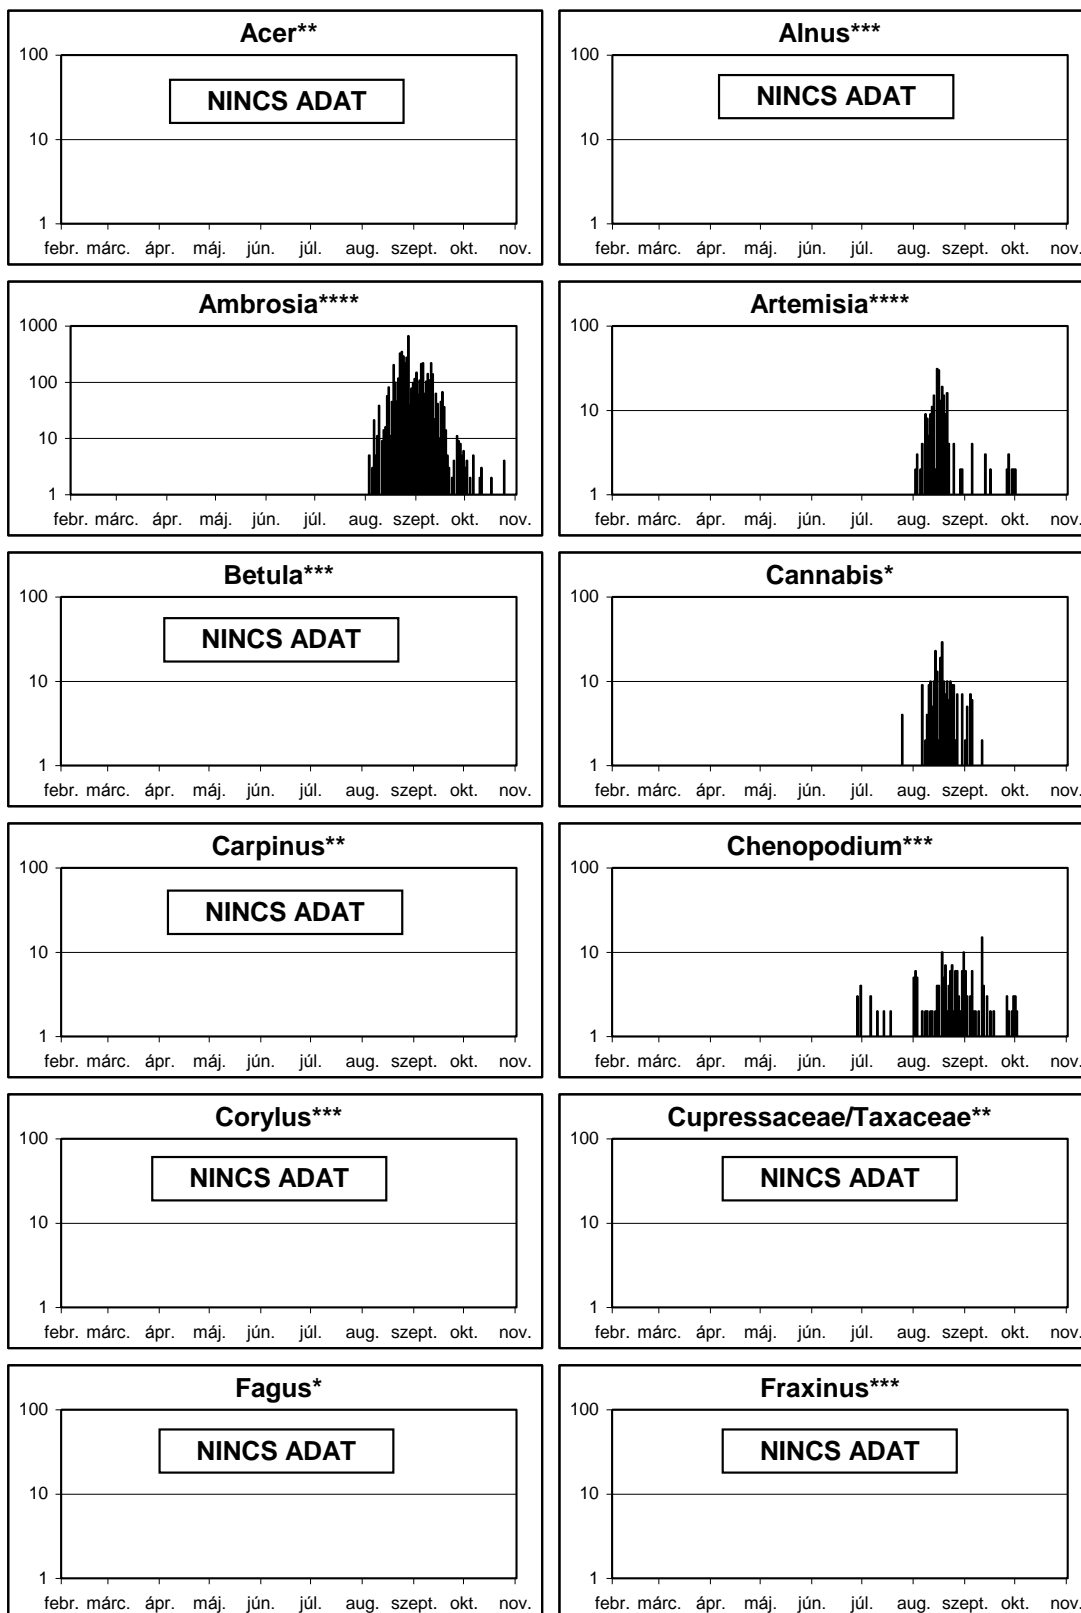 Acer**
100
NINCS ADAT
10
1
febr. márc. ápr. máj. jún. júl. aug. szept. okt. nov.
Alnus***
100
NINCS ADAT
10
1
febr. márc. ápr. máj. jún. júl. aug. szept. okt. nov.
Ambrosia****
1000
100
10
1
febr. márc. ápr. máj. jún. júl. aug. szept. okt. nov.
Artemisia****
100
10
1
febr. márc. ápr. máj. jún. júl. aug. szept. okt. nov.
Betula***
100
NINCS ADAT
10
1
febr. márc. ápr. máj. jún. júl. aug. szept. okt. nov.
Cannabis*
100
10
1
febr. márc. ápr. máj. jún. júl. aug. szept. okt. nov.
Carpinus**
100
NINCS ADAT
10
1
febr. márc. ápr. máj. jún. júl. aug. szept. okt. nov.
Chenopodium***
100
10
1
febr. márc. ápr. máj. jún. júl. aug. szept. okt. nov.
Corylus***
100
NINCS ADAT
10
1
febr. márc. ápr. máj. jún. júl. aug. szept. okt. nov.
Cupressaceae/Taxaceae**
100
NINCS ADAT
10
1
febr. márc. ápr. máj. jún. júl. aug. szept. okt. nov.
Fagus*
100
NINCS ADAT
10
1
febr. márc. ápr. máj. jún. júl. aug. szept. okt. nov.
Fraxinus***
100
NINCS ADAT
10
1
febr. márc. ápr. máj. jún. júl. aug. szept. okt. nov.